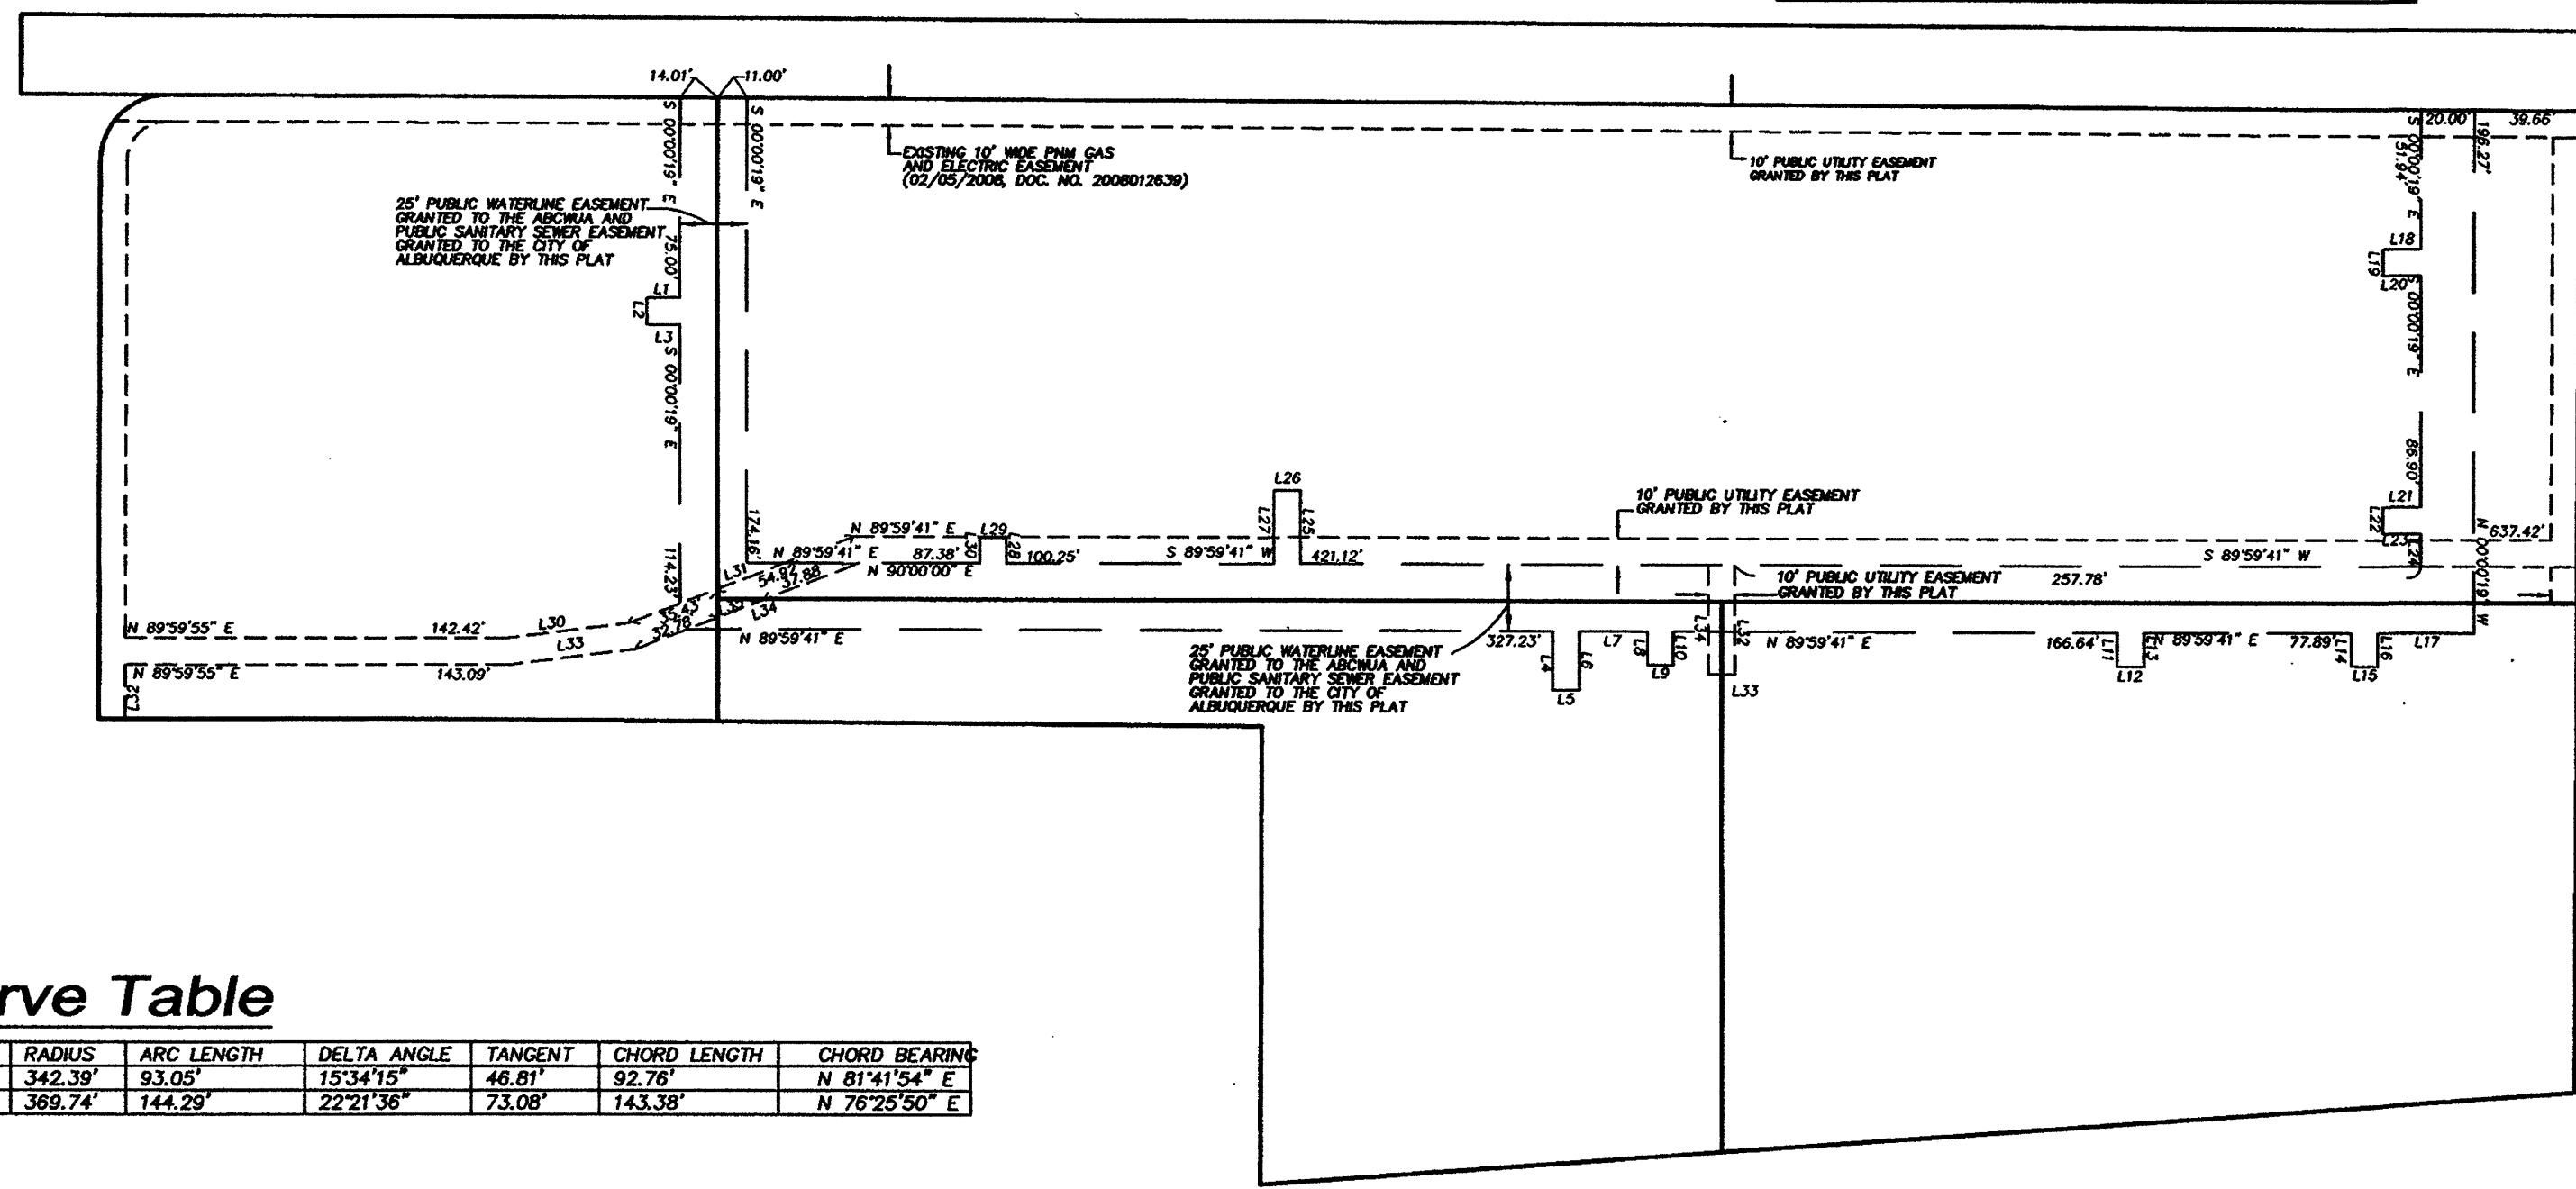 14.01'
11.00'
S 00°00'19" E
S 00°00'19" E
EXISTING 10' WIDE PNM GAS
AND ELECTRIC EASEMENT
(02/05/2008, DOC. NO. 2008012639)
10' PUBLIC UTILITY EASEMENT
GRANTED BY THIS PLAT
S 00°00'19" E
51.94'
20.00'
196.27'
39.66'
25' PUBLIC WATERLINE EASEMENT
GRANTED TO THE ABCWUA AND
PUBLIC SANITARY SEWER EASEMENT
GRANTED TO THE CITY OF
ALBUQUERQUE BY THIS PLAT
75.00'
L1
L2
L3
S 00°00'19" E
114.23'
174.16'
L18
L19
L20
S 00°00'19" E
86.90'
L21
L22
L23
L24
N 00°00'19" W
637.42'
L26
L27
L25
10' PUBLIC UTILITY EASEMENT
GRANTED BY THIS PLAT
N 89°59'41" E
L29
L30
L28
N 89°59'41" E
87.38'
N 90°00'00" E
100.25'
S 89°59'41" W
421.12'
S 89°59'41" W
257.78'
10' PUBLIC UTILITY EASEMENT
GRANTED BY THIS PLAT
L31
54.92
37.88
L35
L34
35.43'
32.78
N 89°59'55" E
142.42'
L30
L33
N 89°59'55" E
143.09'
L32
N 89°59'41" E
25' PUBLIC WATERLINE EASEMENT
GRANTED TO THE ABCWUA AND
PUBLIC SANITARY SEWER EASEMENT
GRANTED TO THE CITY OF
ALBUQUERQUE BY THIS PLAT
327.23'
L4
L5
L6
L7
L8
L9
L10
L34
L32
L33
N 89°59'41" E
166.64'
L11
L12
L13
N 89°59'41" E
77.89'
L14
L15
L16
L17
rve Table
RADIUS ARC LENGTH DELTA ANGLE TANGENT CHORD LENGTH CHORD BEARING
342.39' 93.05' 15°34'15" 46.81' 92.76' N 81°41'54" E
369.74' 144.29' 22°21'36" 73.08' 143.38' N 76°25'50" E